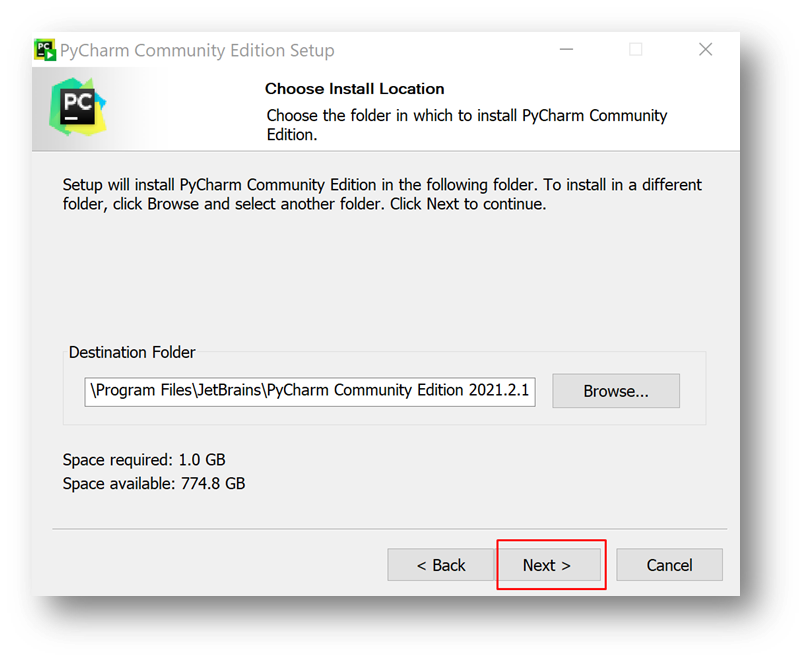 PC
PyCharm Community Edition Setup
PC
Choose Install Location
Choose the folder in which to install PyCharm Community
Edition.
Setup will install PyCharm Community Edition in the following folder. To install in a different
folder, click Browse and select another folder. Click Next to continue.
Destination Folder
\Program Files\JetBrains\PyCharm Community Edition 2021.2.1
Browse...
Space required: 1.0 GB
Space available: 774.8 GB
< Back
Next >
Cancel